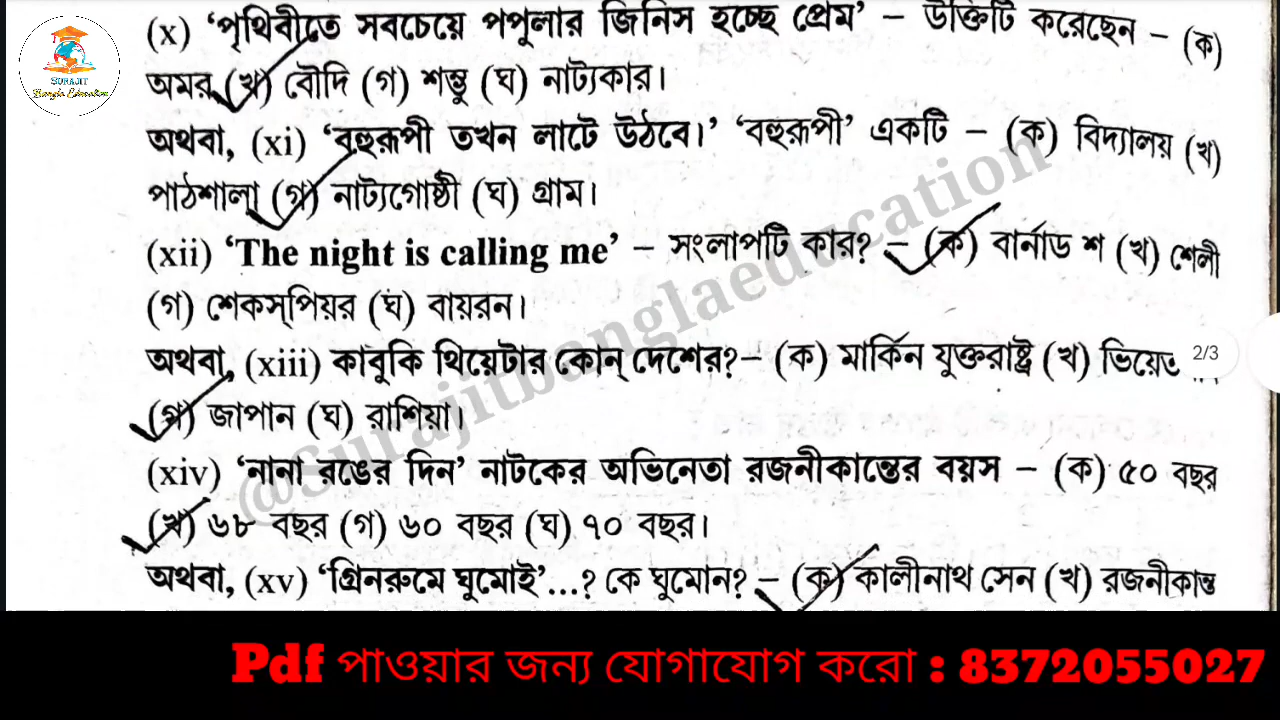 SURAJIT
Bangla Education
(x) ‘পৃথিবীতে সবচেয়ে পপুলার জিনিস হচ্ছে প্রেম’ – উক্তিটি করেছেন – (ক)
অমর (খ) বৌদি (গ) শম্ভু (ঘ) নাট্যকার।
অথবা, (xi) ‘বহুরূপী তখন লাটে উঠবে।’ ‘বহুরূপী’ একটি – (ক) বিদ্যালয় (খ)
পাঠশালা (গ) নাট্যগোষ্ঠী (ঘ) গ্রাম।
(xii) ‘The night is calling me’ – সংলাপটি কার? – (ক) বার্নাড শ (খ) শেলী
(গ) শেকস্‌পিয়র (ঘ) বায়রন।
অথবা, (xiii) কাবুকি থিয়েটার কোন্ দেশের?– (ক) মার্কিন যুক্তরাষ্ট্র (খ)
2/3
(গ) জাপান (ঘ) রাশিয়া।
(xiv) ‘নানা রঙের দিন’ নাটকের অভিনেতা রজনীকান্তের বয়স – (ক) ৫০ বছর
(খ) ৬৮ বছর (গ) ৬০ বছর (ঘ) ৭০ বছর।
অথবা, (xv) ‘গ্রিনরুমে ঘুমোই’...? কে ঘুমোন? – (ক) কালীনাথ সেন (খ) রজনীকান্ত
@Surajitbanglaeducation
Pdf পাওয়ার জন্য যোগাযোগ করো : 8372055027